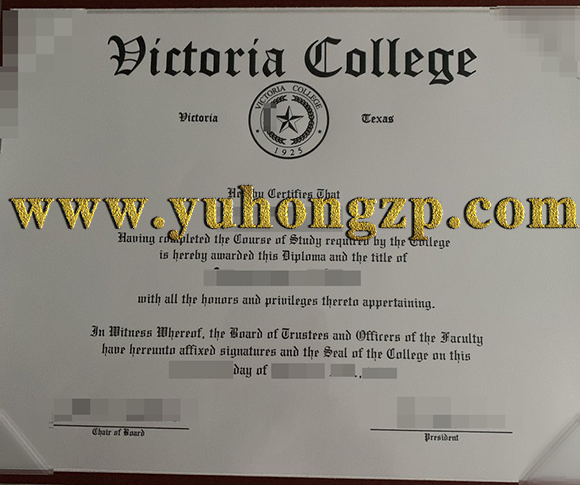 Victoria College
Victoria
VICTORIA COLLEGE
1925
Texas
Hereby Certifies That
www.yuhongzp.com
Having completed the Course of Study required by the College
is hereby awarded this Diploma and the title of
with all the honors and privileges thereto appertaining.
In Witness Whereof, the Board of Trustees and Officers of the Faculty
have hereunto affixed signatures and the Seal of the College on this
day of
Chair of Board
President